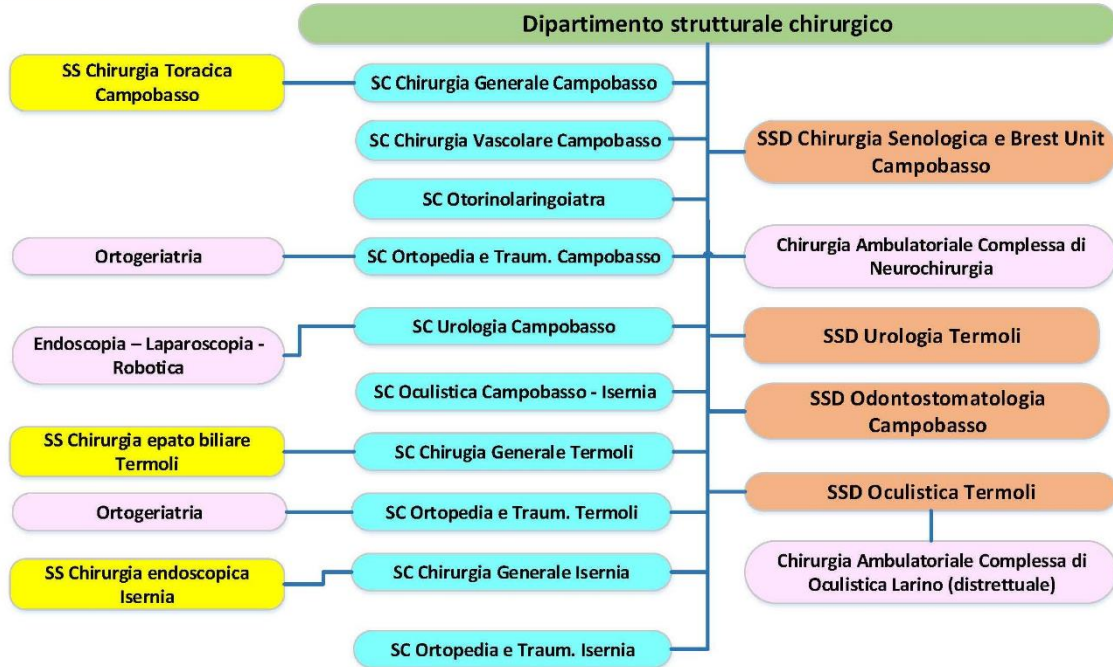 Dipartimento strutturale chirurgico
SS Chirurgia Toracica
Campobasso
SC Chirurgia Generale Campobasso
SC Chirurgia Vascolare Campobasso
SSD Chirurgia Senologica e Brest Unit
Campobasso
SC Otorinolaringoiatra
Ortogeriatria
SC Ortopedia e Traum. Campobasso
Chirurgia Ambulatoriale Complessa di
Neurochirurgia
Endoscopia – Laparoscopia -
Robotica
SC Urologia Campobasso
SSD Urologia Termoli
SC Oculistica Campobasso - Isernia
SSD Odontostomatologia
Campobasso
SS Chirurgia epato biliare
Termoli
SC Chirugia Generale Termoli
SSD Oculistica Termoli
Ortogeriatria
SC Ortopedia e Traum. Termoli
SS Chirurgia endoscopica
Isernia
SC Chirurgia Generale Isernia
Chirurgia Ambulatoriale Complessa di
Oculistica Larino (distrettuale)
SC Ortopedia e Traum. Isernia